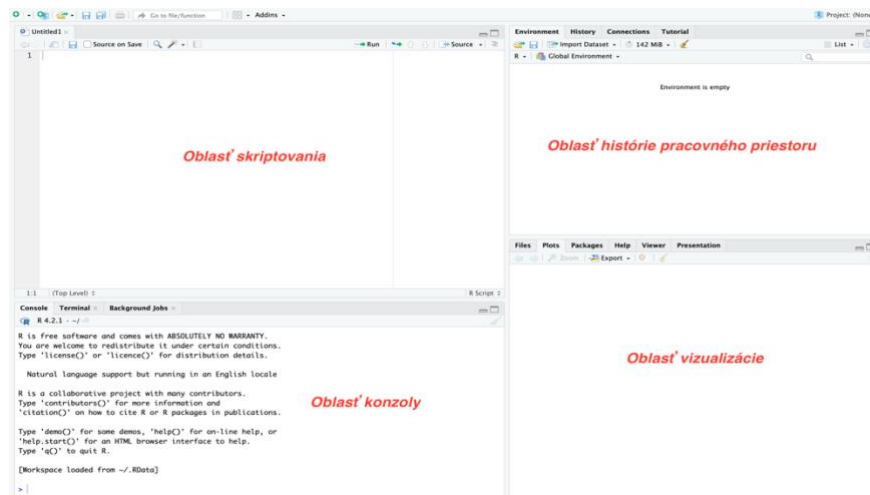 Go to file/function Addins Project: (None
Untitled1
Source on Save Run Source
1
Oblasť skriptovania
1:1 (Top Level) R Script
Console Terminal Background Jobs
R 4.2.1 · ~/
R is free software and comes with ABSOLUTELY NO WARRANTY.
You are welcome to redistribute it under certain conditions.
Type 'license()' or 'licence()' for distribution details.
Natural language support but running in an English locale
R is a collaborative project with many contributors.
Type 'contributors()' for more information and
'citation()' on how to cite R or R packages in publications.
Type 'demo()' for some demos, 'help()' for on-line help, or
'help.start()' for an HTML browser interface to help.
Type 'q()' to quit R.
[Workspace loaded from ~/.RData]
>
Oblasť konzoly
Environment History Connections Tutorial
Import Dataset 142 MiB List
R Global Environment
Environment is empty
Oblasť histórie pracovného priestoru
Files Plots Packages Help Viewer Presentation
Zoom Export
Oblasť vizualizácie